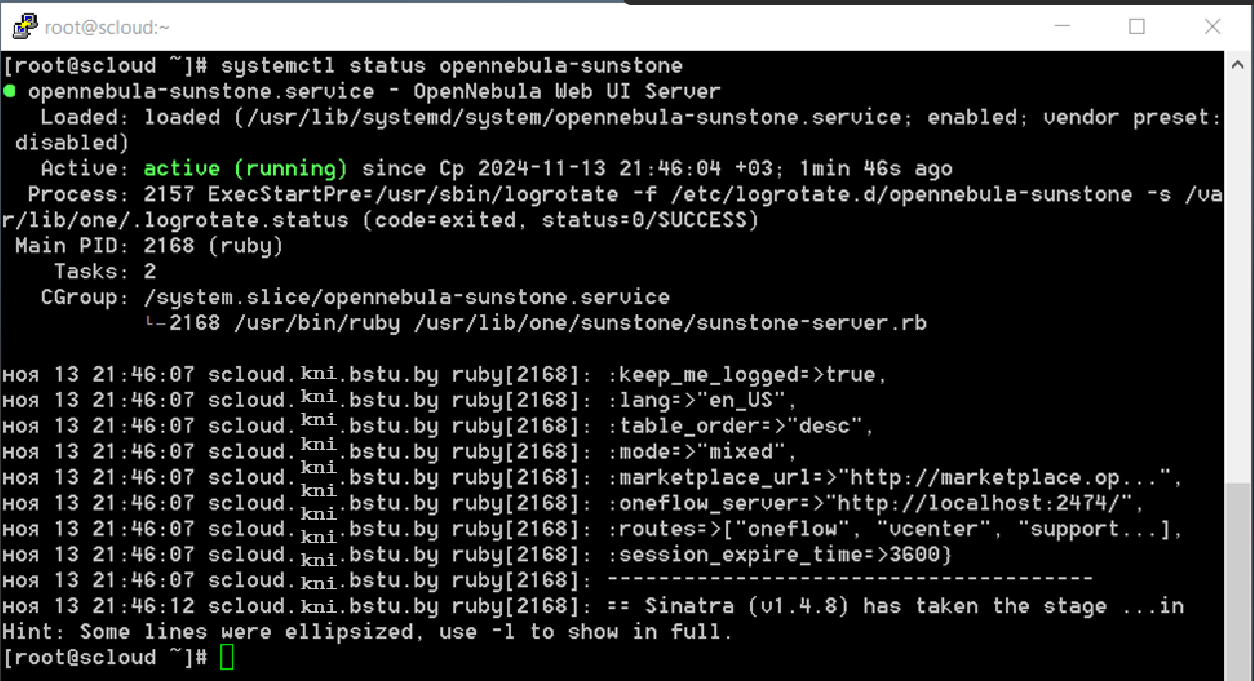 root@scloud:~
[root@scloud ~]# systemctl status opennebula-sunstone
● opennebula-sunstone.service - OpenNebula Web UI Server
Loaded: loaded (/usr/lib/systemd/system/opennebula-sunstone.service; enabled; vendor preset:
disabled)
Active: active (running) since Ср 2024-11-13 21:46:04 +03; 1min 46s ago
Process: 2157 ExecStartPre=/usr/sbin/logrotate -f /etc/logrotate.d/opennebula-sunstone -s /va
r/lib/one/.logrotate.status (code=exited, status=0/SUCCESS)
Main PID: 2168 (ruby)
Tasks: 2
CGroup: /system.slice/opennebula-sunstone.service
└─2168 /usr/bin/ruby /usr/lib/one/sunstone/sunstone-server.rb
ноя 13 21:46:07 scloud.kni.bstu.by ruby[2168]: :keep_me_logged=>true,
ноя 13 21:46:07 scloud.kni.bstu.by ruby[2168]: :lang=>"en_US",
ноя 13 21:46:07 scloud.kni.bstu.by ruby[2168]: :table_order=>"desc",
ноя 13 21:46:07 scloud.kni.bstu.by ruby[2168]: :mode=>"mixed",
ноя 13 21:46:07 scloud.kni.bstu.by ruby[2168]: :marketplace_url=>"http://marketplace.op...",
ноя 13 21:46:07 scloud.kni.bstu.by ruby[2168]: :oneflow_server=>"http://localhost:2474/",
ноя 13 21:46:07 scloud.kni.bstu.by ruby[2168]: :routes=>["oneflow", "vcenter", "support...],
ноя 13 21:46:07 scloud.kni.bstu.by ruby[2168]: :session_expire_time=>3600}
ноя 13 21:46:07 scloud.kni.bstu.by ruby[2168]: --------------------------------------
ноя 13 21:46:12 scloud.kni.bstu.by ruby[2168]: == Sinatra (v1.4.8) has taken the stage ...in
Hint: Some lines were ellipsized, use -l to show in full.
[root@scloud ~]#